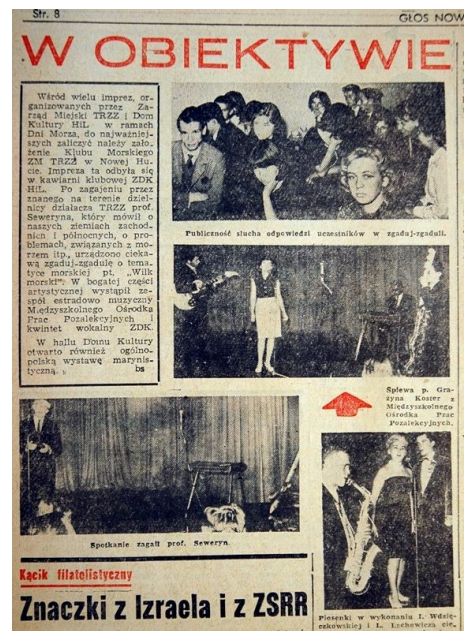 Str. 8
GŁOS NOW
W OBIEKTYWIE
Wśród wielu imprez, or-
ganizowanych przez Za-
rząd Miejski TRZZ i Dom
Kultury HiL w ramach
Dni Morza, do najważniej-
szych zaliczyć należy zało-
żenie Klubu Morskiego
ZM TRZZ w Nowej Hu-
cie. Impreza ta odbyła się
w kawiarni klubowej ZDK
HiL. Po zagajeniu przez
znanego na terenie dziel-
nicy działacza TRZZ prof.
Seweryna, który mówił o
naszych ziemiach zachod-
nich i północnych, o pro-
blemach, związanych z mo-
rzem itp., urządzono cieka-
wą zgaduj-zgadulę o tema-
tyce morskiej pt. „Wilk
morski”. W bogatej części
artystycznej wystąpił ze-
spół estradowo muzyczny
Międzyszkolnego Ośrodka
Prac Pozalekcyjnych i
kwintet wokalny ZDK.
W hallu Domu Kultury
otwarto również ogólno-
polską wystawę marynis-
tyczną.
bs
Publiczność słucha odpowiedzi uczestników w zgaduj-zgaduli.
Śpiewa p. Gra-
żyna Koster z
Międzyszkolnego
Ośrodka Prac
Pozalekcyjnych.
Spotkanie zagaił prof. Seweryn.
Kącik filatelistyczny
Znaczki z Izraela i z ZSRR
Piosenki w wykonaniu I. Wdzię-
czkowskiej i L. Lechowicza